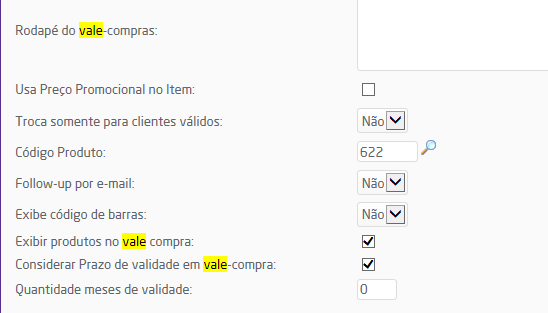 Rodapé do vale-compras:
Usa Preço Promocional no Item:
Troca somente para clientes válidos: Não
Código Produto: 622
Follow-up por e-mail: Não
Exibe código de barras: Não
Exibir produtos no vale compra:
Considerar Prazo de validade em vale-compra:
Quantidade meses de validade: 0